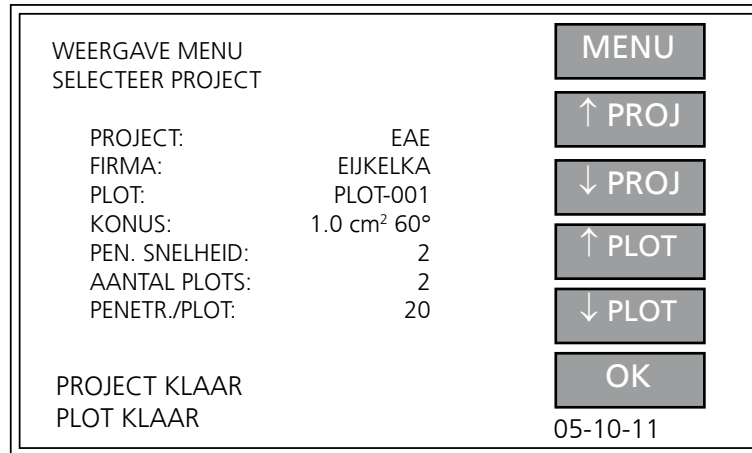 WEERGAVE MENU
SELECTEER PROJECT
PROJECT: EAE
FIRMA: EIJKELKA
PLOT: PLOT-001
KONUS: 1.0 cm² 60°
PEN. SNELHEID: 2
AANTAL PLOTS: 2
PENETR./PLOT: 20
PROJECT KLAAR
PLOT KLAAR
MENU
↑ PROJ
↓ PROJ
↑ PLOT
↓ PLOT
OK
05-10-11